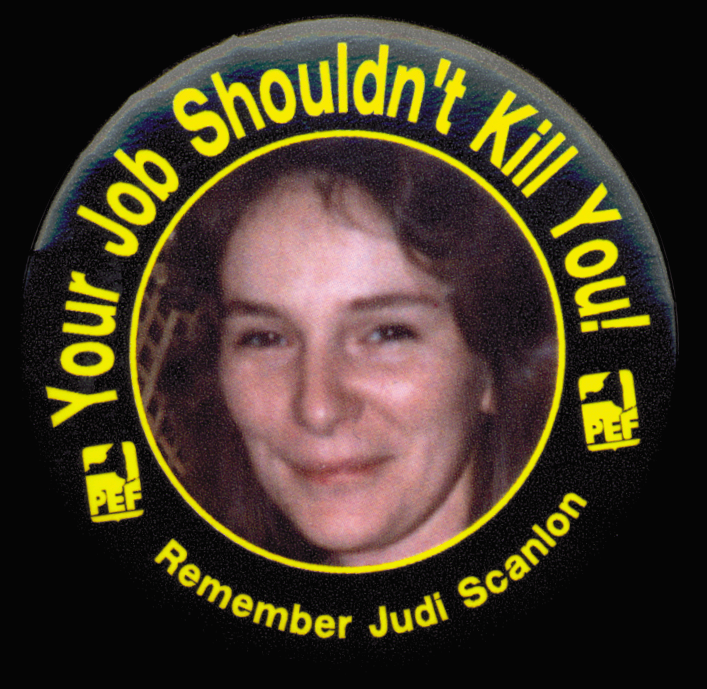 Your Job Shouldn't Kill You!
PEF
PEF
Remember Judi Scanlon